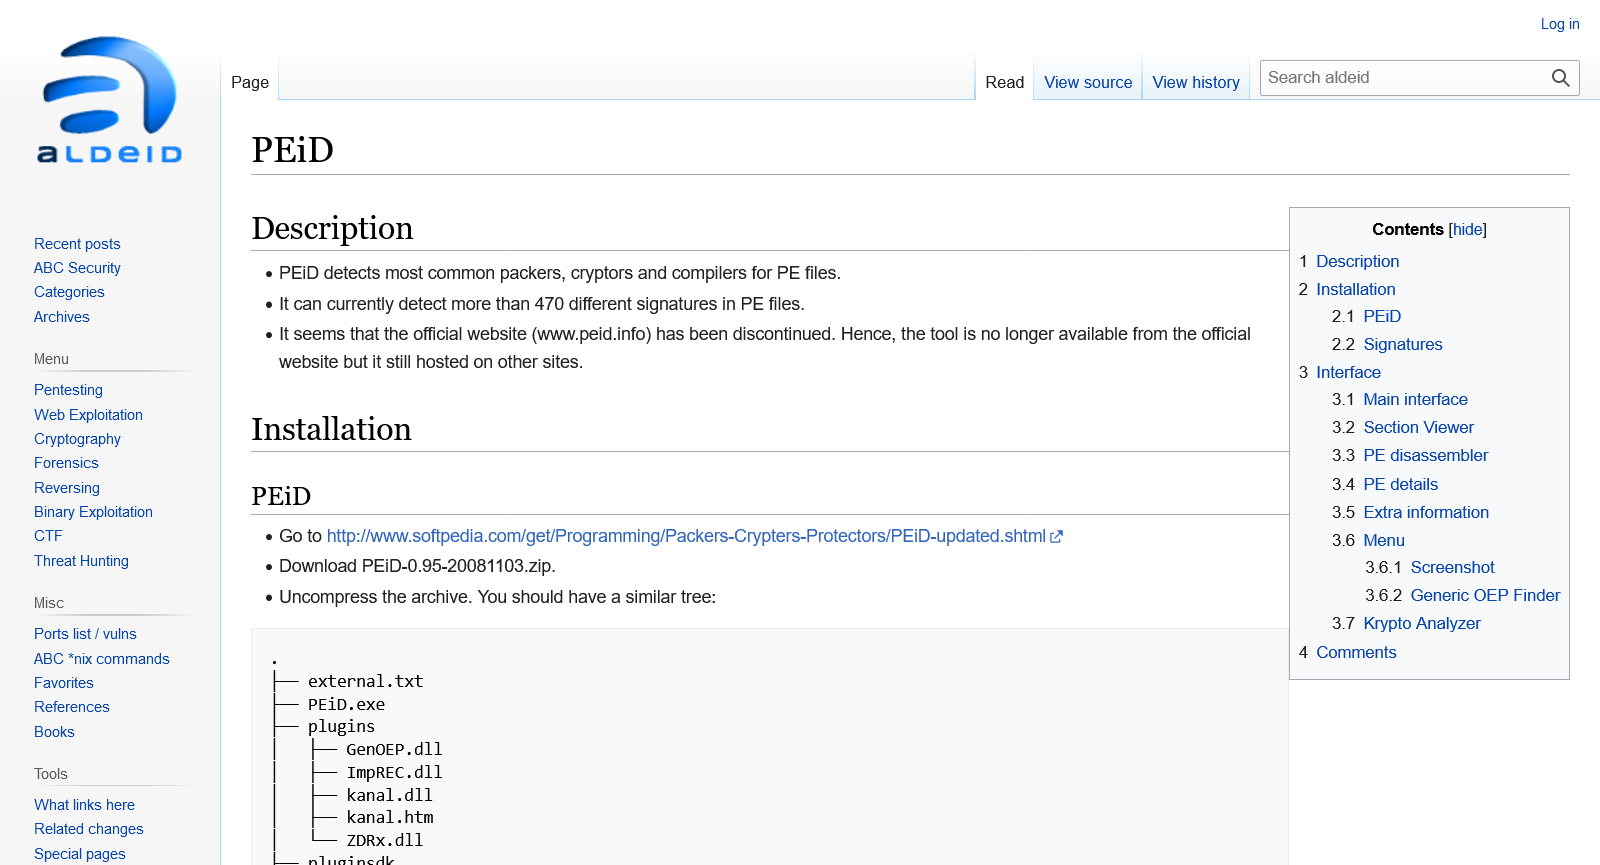 Log in
aLDeID
Page
Read
View source
View history
Search aldeid
Recent posts
ABC Security
Categories
Archives
Menu
Pentesting
Web Exploitation
Cryptography
Forensics
Reversing
Binary Exploitation
CTF
Threat Hunting
Misc
Ports list / vulns
ABC *nix commands
Favorites
References
Books
Tools
What links here
Related changes
Special pages
PEiD
Description
• PEiD detects most common packers, cryptors and compilers for PE files.
• It can currently detect more than 470 different signatures in PE files.
• It seems that the official website (www.peid.info) has been discontinued. Hence, the tool is no longer available from the official
website but it still hosted on other sites.
Installation
PEiD
• Go to http://www.softpedia.com/get/Programming/Packers-Crypters-Protectors/PEiD-updated.shtml
• Download PEiD-0.95-20081103.zip.
• Uncompress the archive. You should have a similar tree:
.
├── external.txt
├── PEiD.exe
├── plugins
│   ├── GenOEP.dll
│   ├── ImpREC.dll
│   ├── kanal.dll
│   ├── kanal.htm
│   └── ZDRx.dll
├── pluginsdk
Contents [hide]
1 Description
2 Installation
2.1 PEiD
2.2 Signatures
3 Interface
3.1 Main interface
3.2 Section Viewer
3.3 PE disassembler
3.4 PE details
3.5 Extra information
3.6 Menu
3.6.1 Screenshot
3.6.2 Generic OEP Finder
3.7 Krypto Analyzer
4 Comments